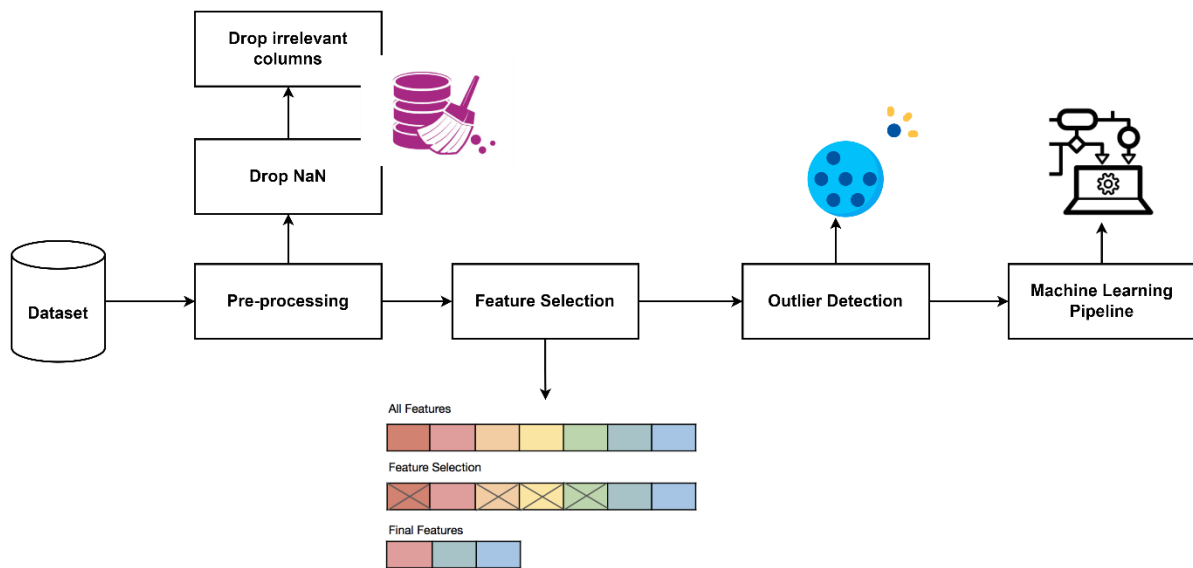 Drop irrelevant
columns
Drop NaN
Dataset
Pre-processing
Feature Selection
Outlier Detection
Machine Learning
Pipeline
All Features
Feature Selection
Final Features